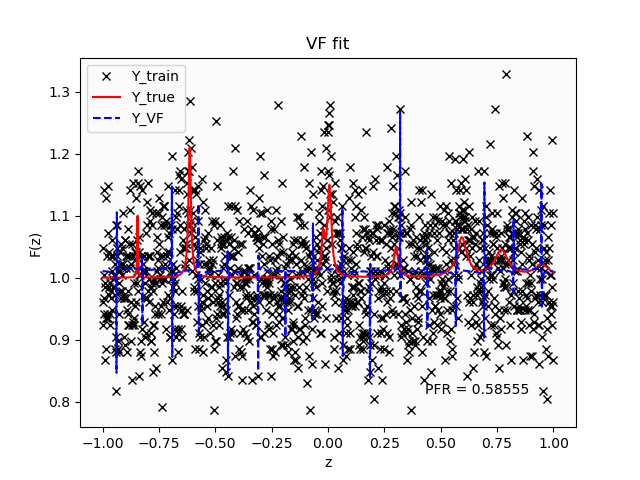 VF fit
Y_train
Y_true
Y_VF
F(z)
1.3
1.2
1.1
1.0
0.9
0.8
PFR = 0.58555
−1.00 −0.75 −0.50 −0.25 0.00 0.25 0.50 0.75 1.00
z